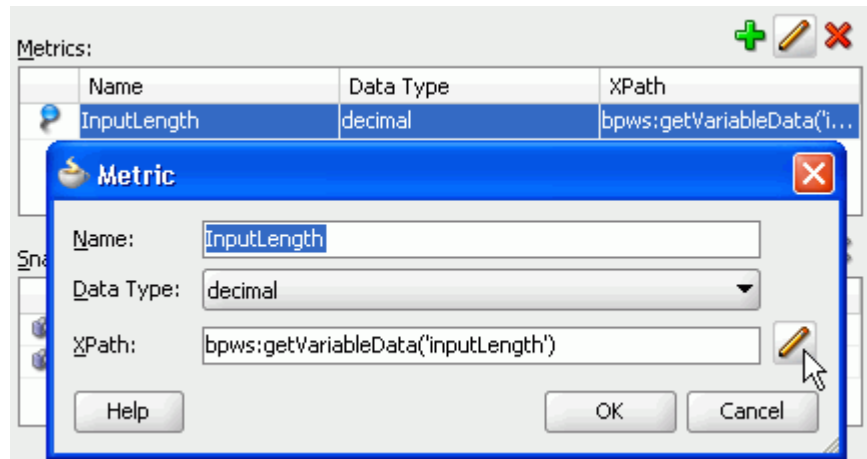 Metrics:
Name Data Type XPath
InputLength decimal bpws:getVariableData('i...
Metric
Name: InputLength
Sna
Data Type: decimal
XPath: bpws:getVariableData('inputLength')
Help OK Cancel